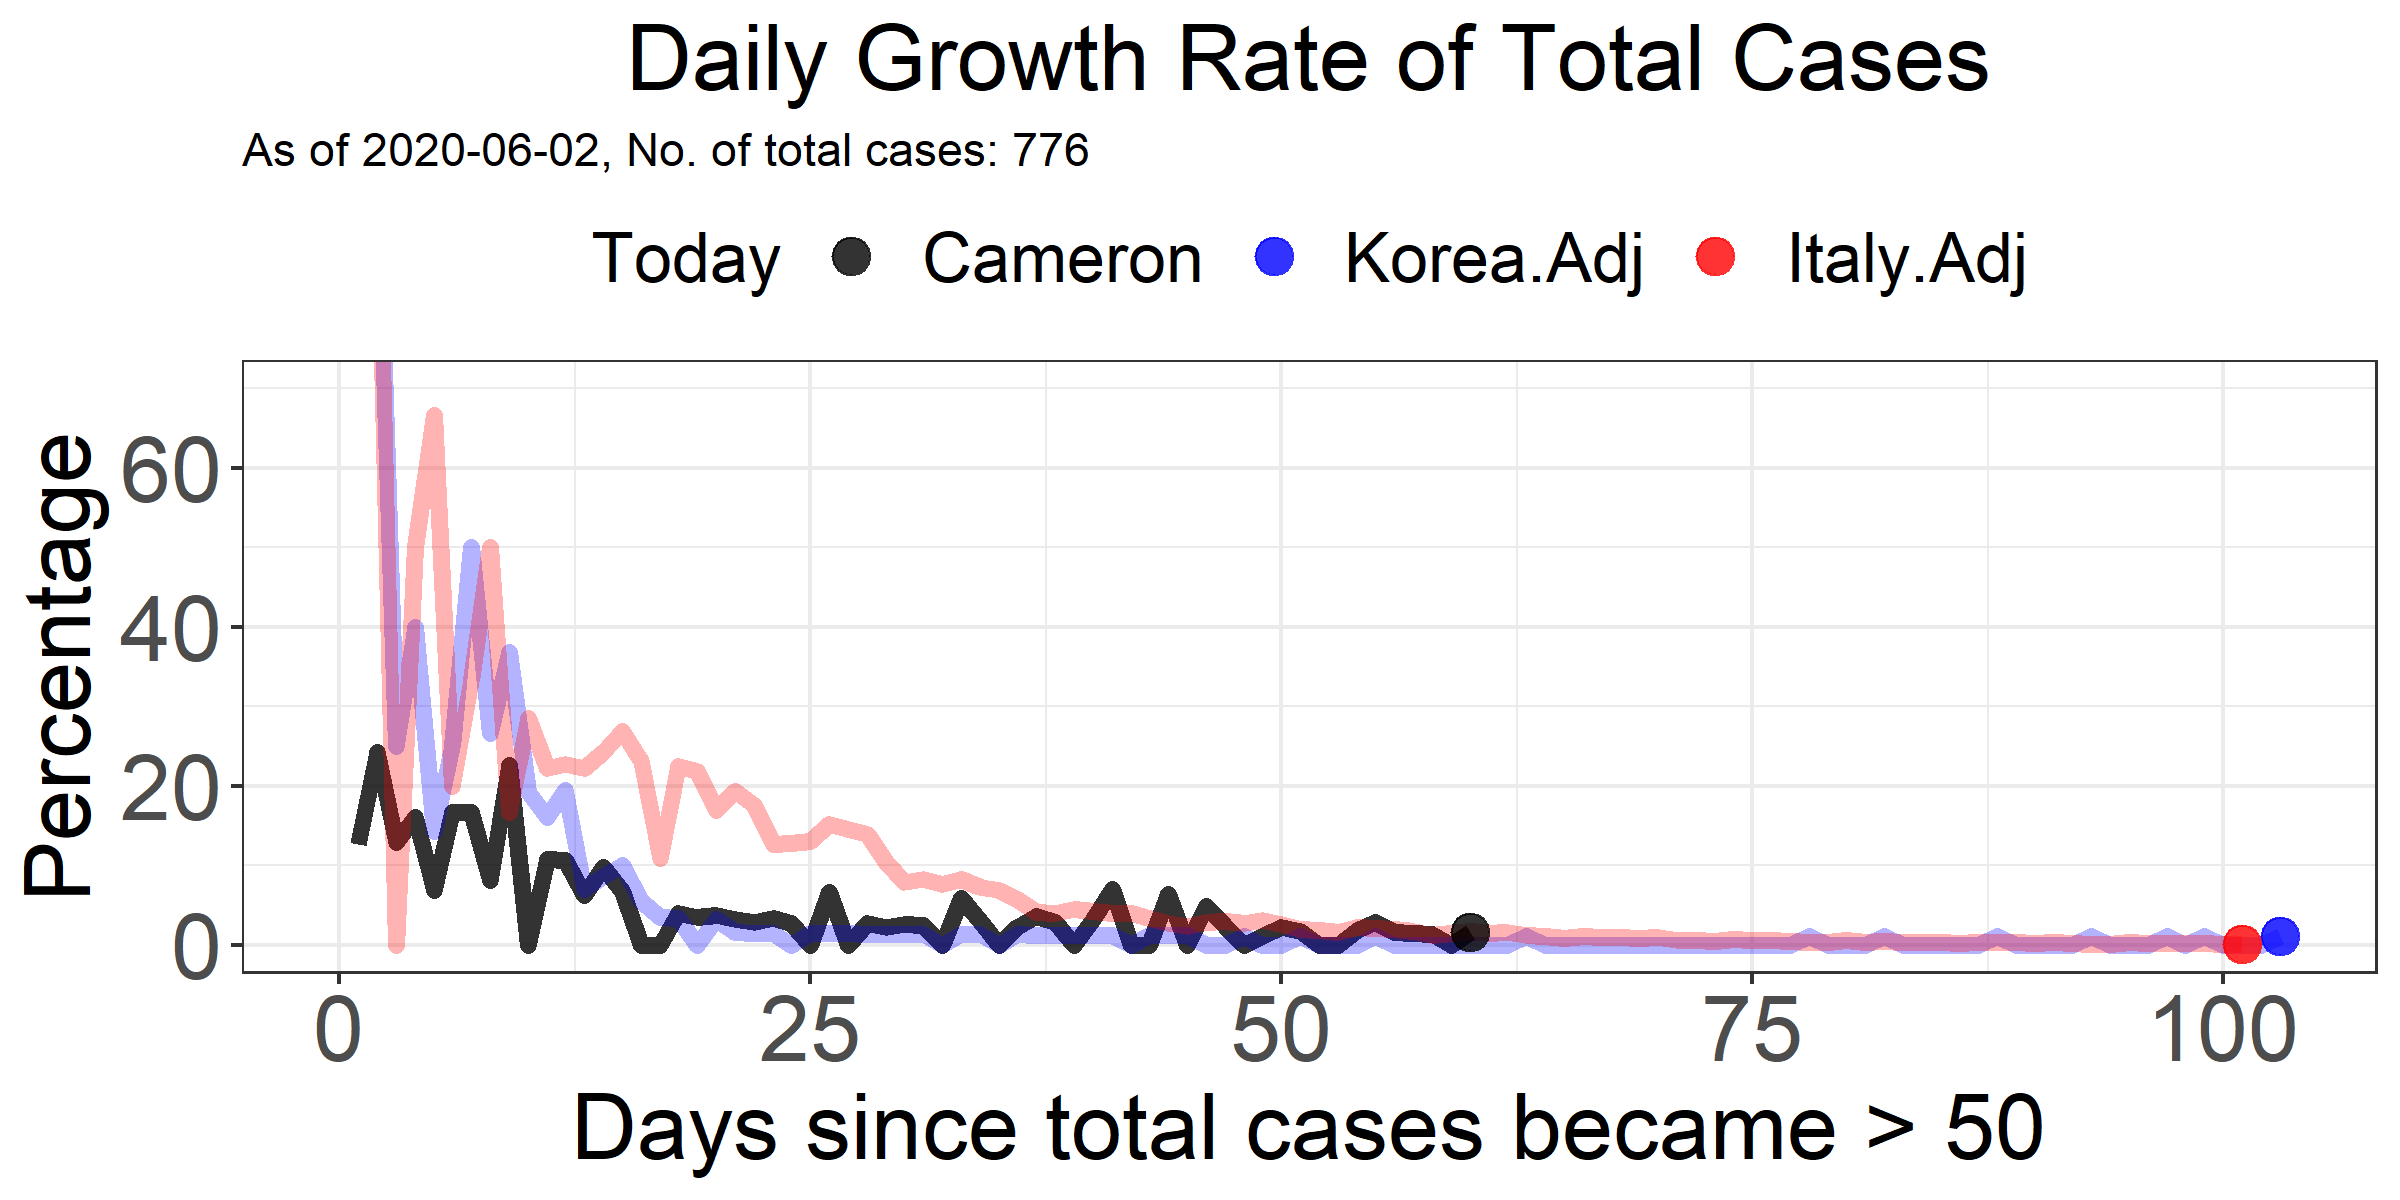 Daily Growth Rate of Total Cases
As of 2020-06-02, No. of total cases: 776
Today Cameron Korea.Adj Italy.Adj
Percentage
60
40
20
0
0 25 50 75 100
Days since total cases became > 50